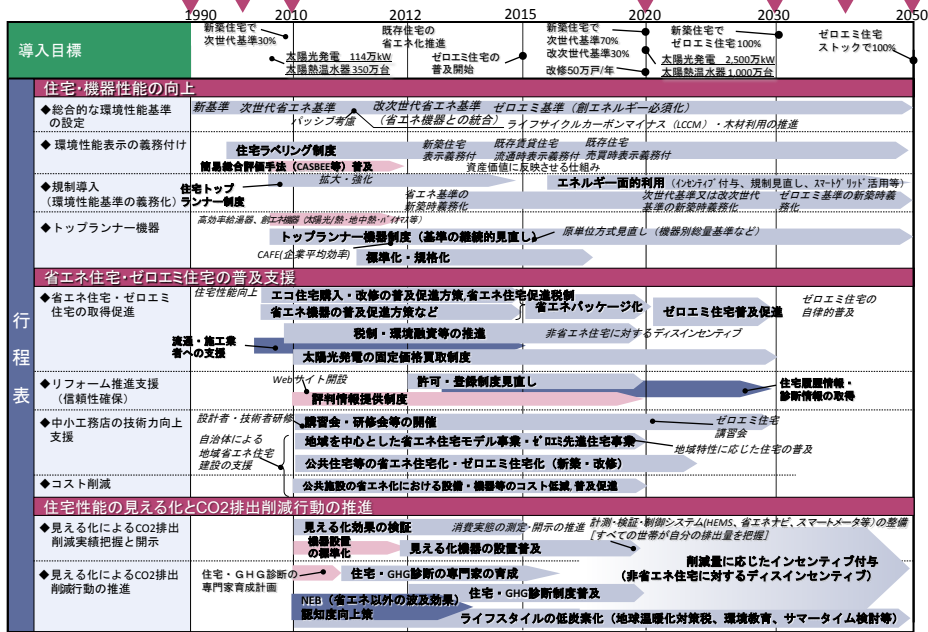 1990 2000 2010 2012 2015 2020 2030 2050
導入目標
新築住宅で
次世代基準30%
太陽光発電 114万kW
太陽熱温水器350万台
既存住宅の
省エネ化推進
ゼロエミ住宅の
普及開始
新築住宅で
次世代基準70%
改次世代基準30%
改修50万戸/年
新築住宅で
ゼロエミ住宅100%
太陽光発電 2,500万kW
太陽熱温水器1,000万台
ゼロエミ住宅
ストックで100%
行程表
住宅・機器性能の向上
◆総合的な環境性能基準
の設定
新基準 次世代省エネ基準 改次世代省エネ基準 ゼロエミ基準(創エネルギー必須化)
パッシブ考慮
(省エネ機器との統合)
ライフサイクルカーボンマイナス(LCCM)・木材利用の推進
◆環境性能表示の義務付け
住宅ラベリング制度
新築住宅
表示義務付
既存賃貸住宅
流通時表示義務付
既存住宅
売買時表示義務付
簡易総合評価手法(CASBEE等)普及
資産価値に反映させる仕組み
◆規制導入
(環境性能基準の義務化)
住宅トップ
ランナー制度
拡大・強化
省エネ基準の
新築時義務化
エネルギー面的利用(インセンティブ付与、規制見直し、スマートグリッド活用等)
次世代基準又は改次世代
基準の新築時義務化
ゼロエミ基準の新築時義
務化
◆トップランナー機器
高効率給湯器、創エネ機器(太陽光/熱・地中熱・バイオマス等)
トップランナー機器制度(基準の継続的見直し)
原単位方式見直し(機器別総量基準など)
CAFE(企業平均効率)
標準化・規格化
省エネ住宅・ゼロエミ住宅の普及支援
◆省エネ住宅・ゼロエミ
住宅の取得促進
住宅性能向上
エコ住宅購入・改修の普及促進方策,省エネ住宅促進税制
省エネ機器の普及促進方策など
省エネパッケージ化
ゼロエミ住宅普及促進
ゼロエミ住宅の
自律的普及
税制・環境融資等の推進
非省エネ住宅に対するディスインセンティブ
流通・施工業
者への支援
太陽光発電の固定価格買取制度
◆リフォーム推進支援
(信頼性確保)
Webサイト開設
許可・登録制度見直し
評判情報提供制度
住宅履歴情報・
診断情報の取得
◆中小工務店の技術力向上
支援
設計者・技術者研修
講習会・研修会等の開催
ゼロエミ住宅
講習会
自治体による
地域省エネ住宅
建設の支援
地域を中心とした省エネ住宅モデル事業・ゼロエミ先進住宅事業
地域特性に応じた住宅の普及
公共住宅等の省エネ住宅化・ゼロエミ住宅化(新築・改修)
◆コスト削減
公共施設の省エネ化における設備・機器等のコスト低減,普及促進
住宅性能の見える化とCO2排出削減行動の推進
◆見える化によるCO2排出
削減実績把握と開示
見える化効果の検証
消費実態の測定・開示の推進
計測・検証・制御システム(HEMS、省エネナビ、スマートメータ等)の整備
[すべての世帯が自分の排出量を把握]
機器設置
の標準化
見える化機器の設置普及
削減量に応じたインセンティブ付与
(非省エネ住宅に対するディスインセンティブ)
◆見える化によるCO2排出
削減行動の推進
住宅・GHG診断の
専門家育成計画
住宅・GHG診断の専門家の育成
住宅・GHG診断制度普及
NEB(省エネ以外の波及効果)
認知度向上策
ライフスタイルの低炭素化(地球温暖化対策税、環境教育、サマータイム検討等)